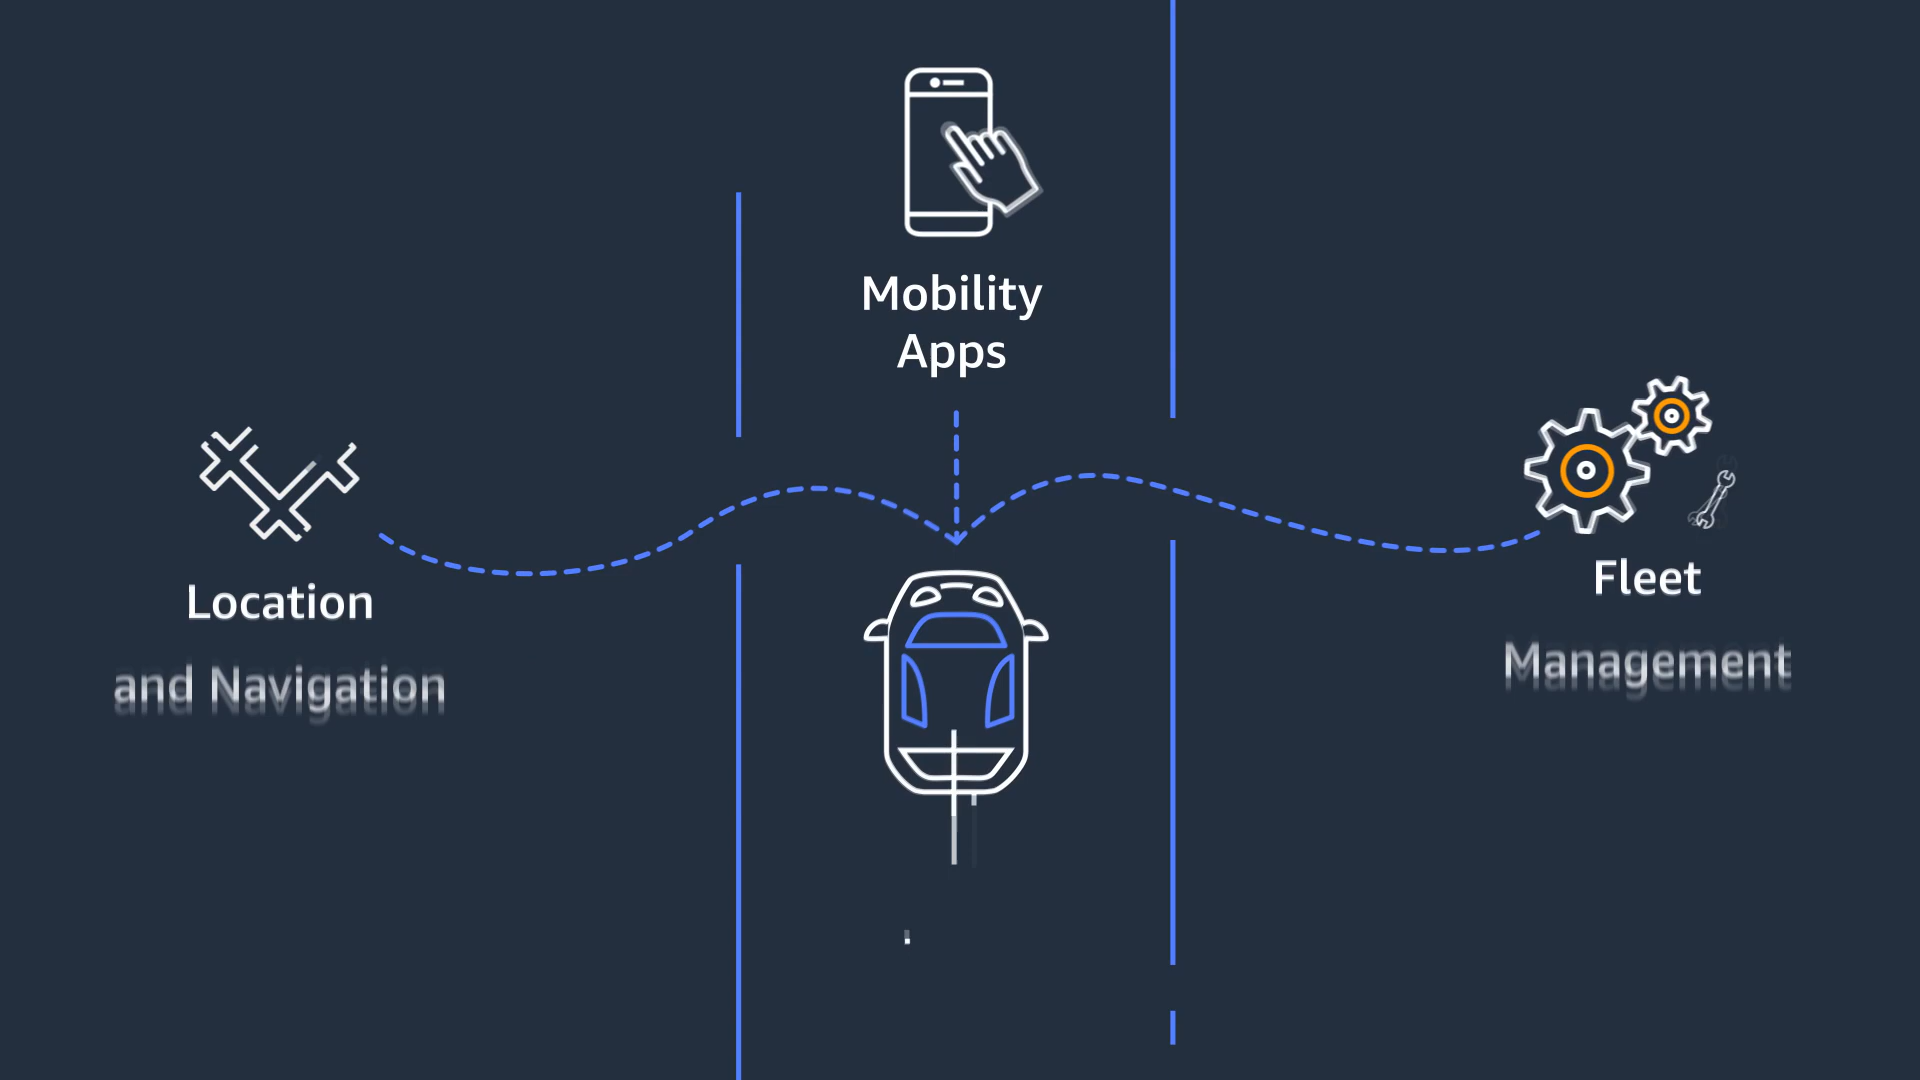 Mobility
Apps
Location
and Navigation
Fleet
Management